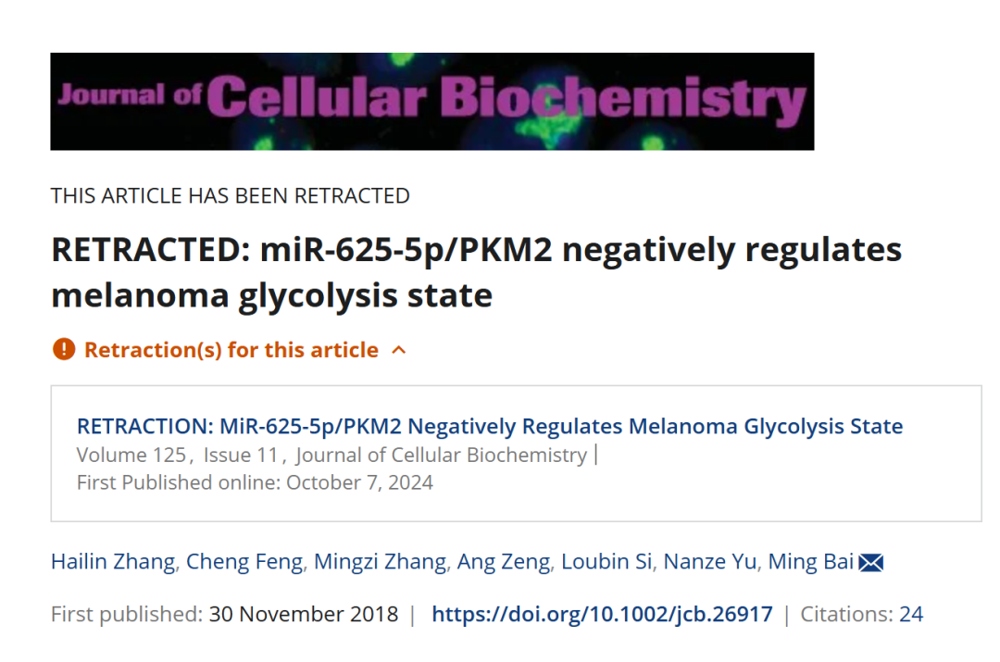 Journal of Cellular Biochemistry
THIS ARTICLE HAS BEEN RETRACTED
RETRACTED: miR-625-5p/PKM2 negatively regulates
melanoma glycolysis state
Retraction(s) for this article
RETRACTION: MiR-625-5p/PKM2 Negatively Regulates Melanoma Glycolysis State
Volume 125, Issue 11, Journal of Cellular Biochemistry |
First Published online: October 7, 2024
Hailin Zhang, Cheng Feng, Mingzi Zhang, Ang Zeng, Loubin Si, Nanze Yu, Ming Bai
First published: 30 November 2018 | https://doi.org/10.1002/jcb.26917 | Citations: 24